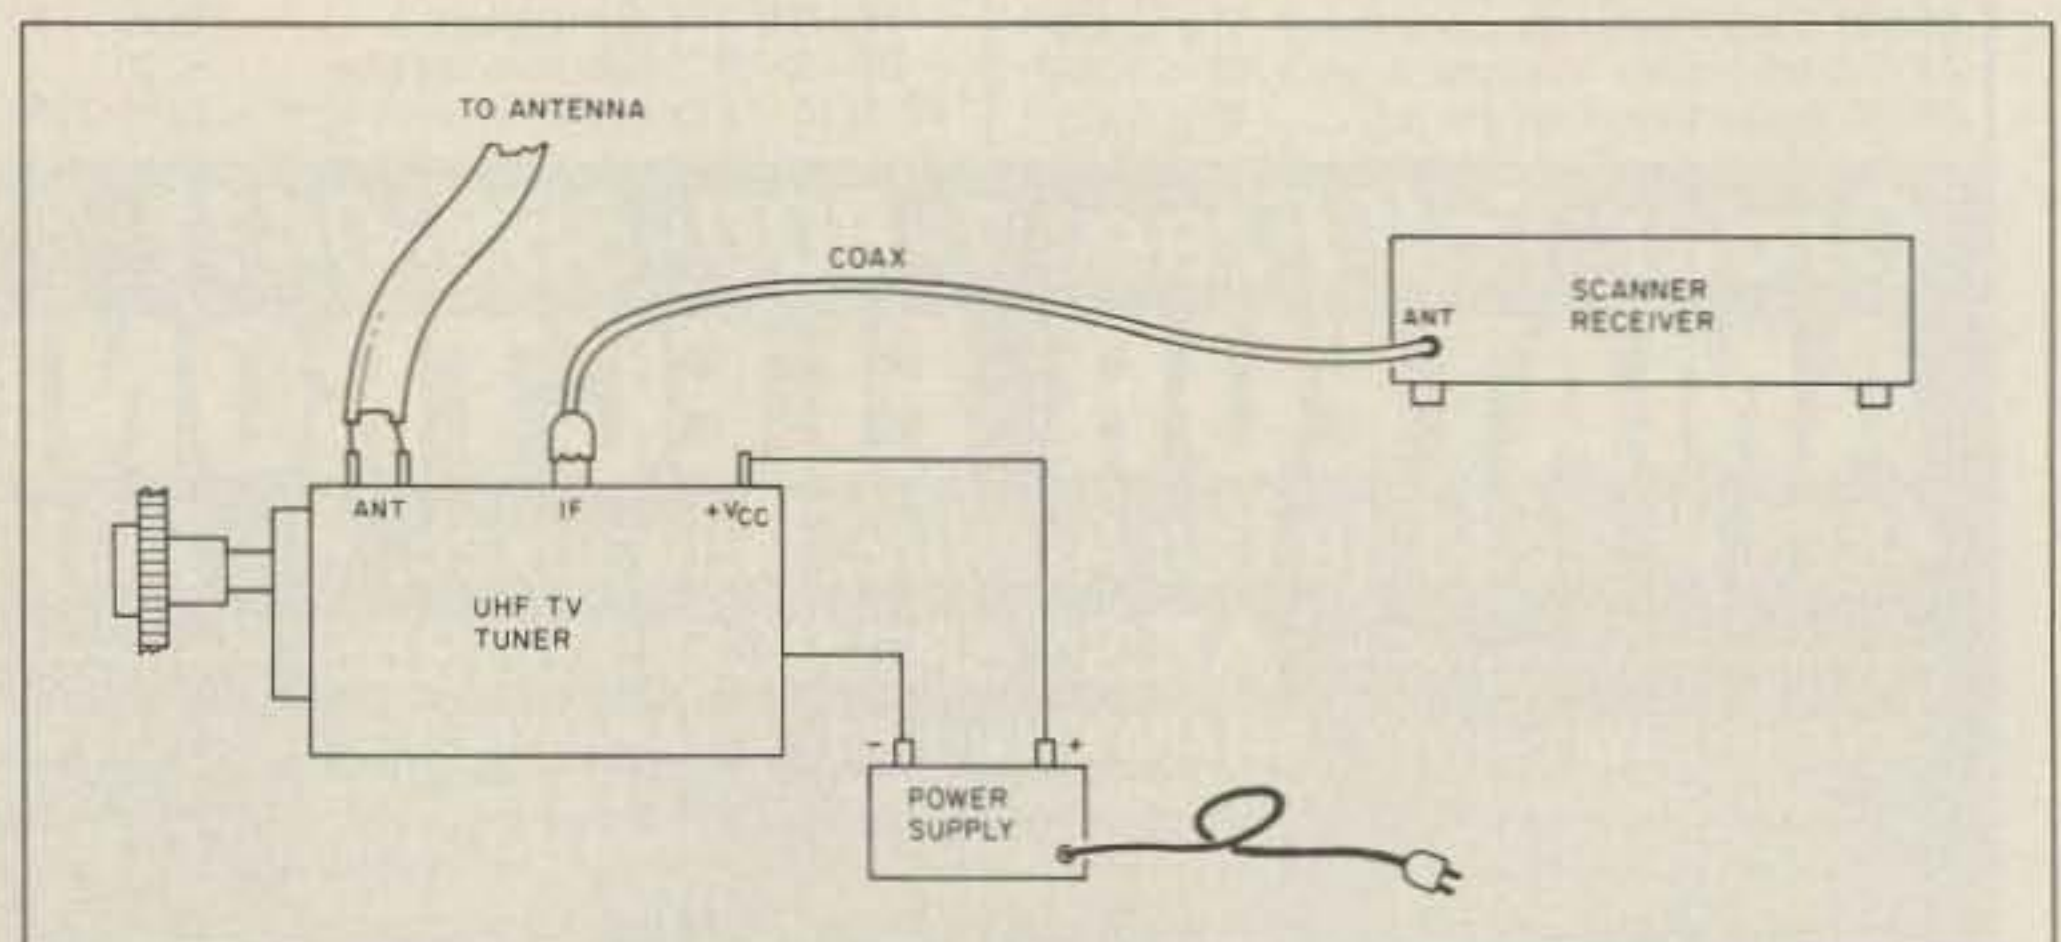 TO ANTENNA
COAX
SCANNER
RECEIVER
ANT
ANT
IF
+VCC
UHF TV
TUNER
-
+
POWER
SUPPLY